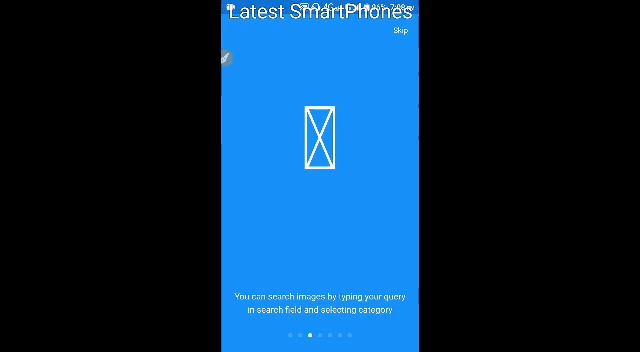 Latest SmartPhones
Skip
You can search images by typing your query
in search field and selecting category